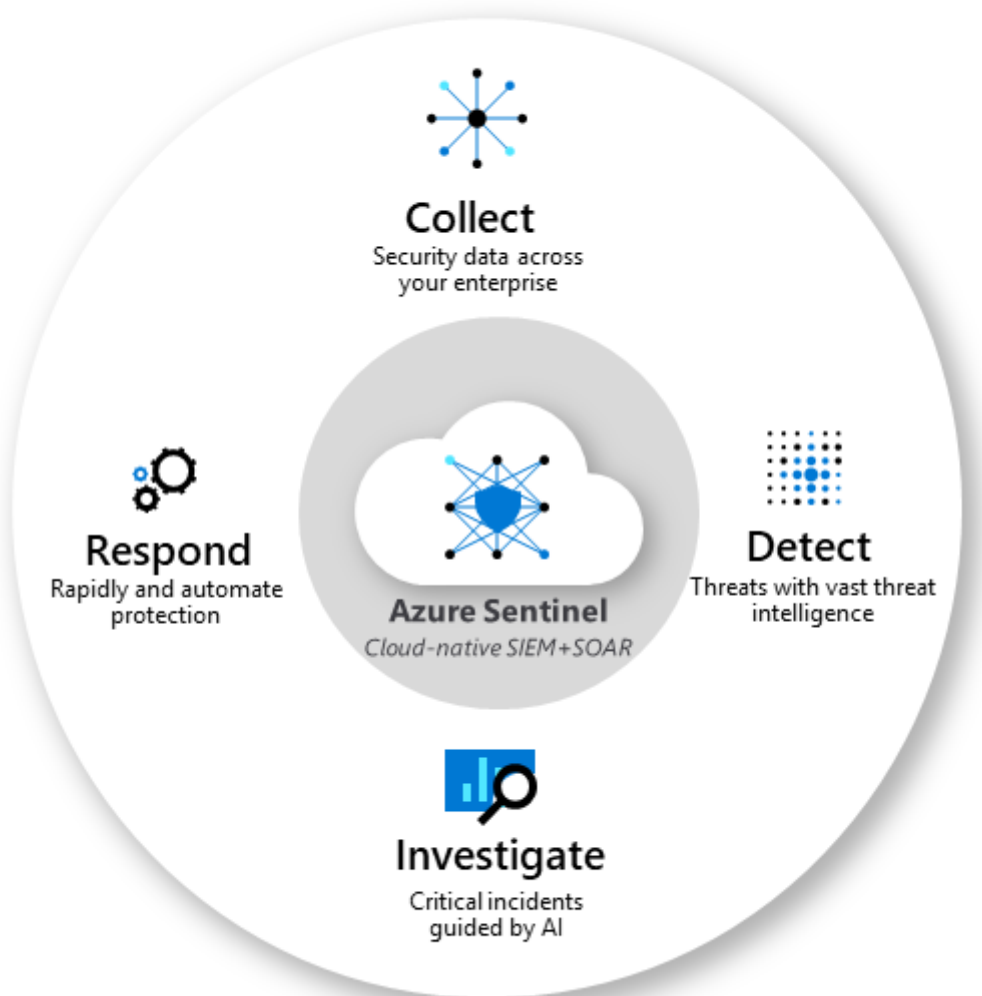 Collect
Security data across
your enterprise
Respond
Rapidly and automate
protection
Azure Sentinel
Cloud-native SIEM+SOAR
Detect
Threats with vast threat
intelligence
Investigate
Critical incidents
guided by AI